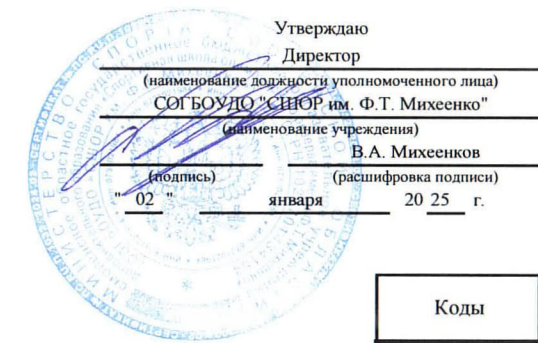 Утверждаю
Директор
(наименование должности уполномоченного лица)
СОГБОУДО "СШОР им. Ф.Т. Михеенко"
(наименование учреждения)
В.А. Михеенков
(подпись) (расшифровка подписи)
" 02 " января 20 25 г.
Коды